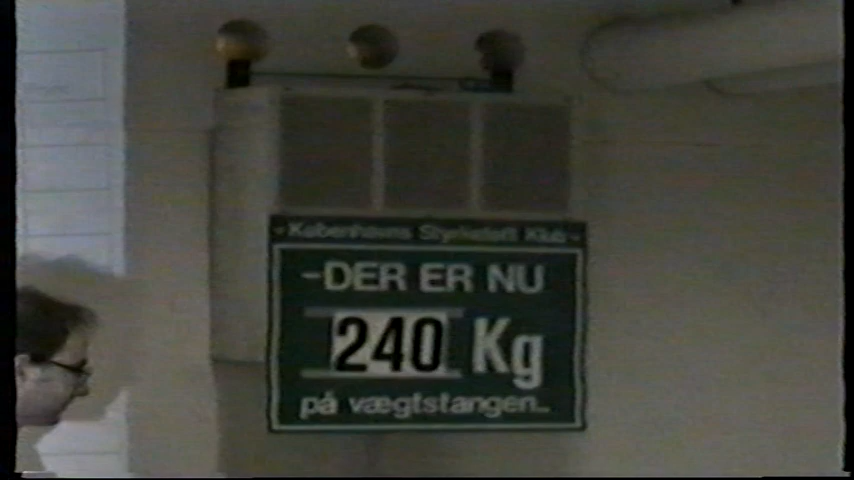 - Københavns Styrkeløft Klub -
-DER ER NU
240 Kg
på vægtstangen...